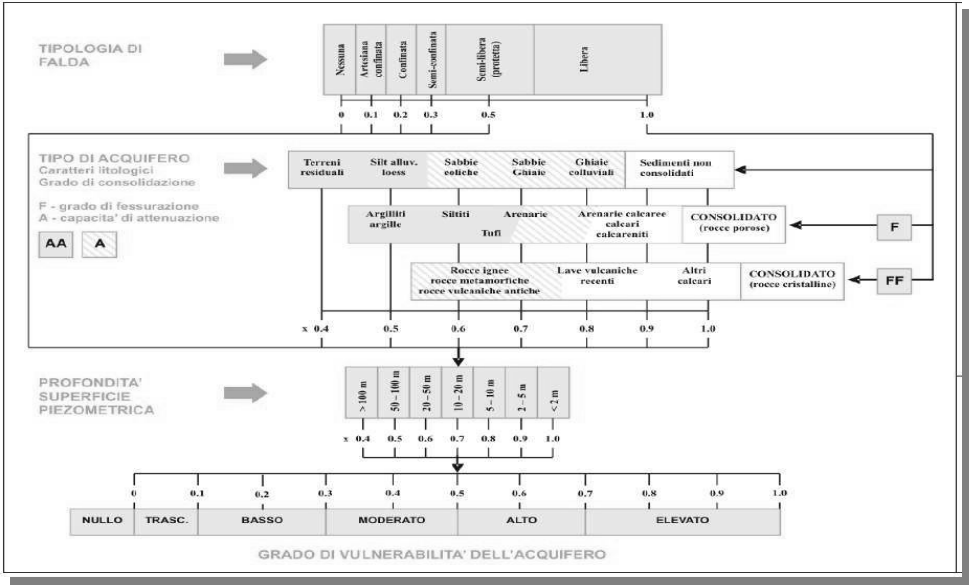 TIPOLOGIA DI
FALDA
Nessuna
Artesiana
confinata
Confinata
Semi-confinata
Semi-libera
(protetta)
Libera
0 0.1 0.2 0.3 0.5 1.0
TIPO DI ACQUIFERO
Caratteri litologici
Grado di consolidazione
F - grado di fessurazione
A - capacita' di attenuazione
AA A
Terreni
residuali
Silt alluv.
loess
Sabbie
eoliche
Sabbie
Ghiaie
Ghiaie
colluviali
Sedimenti non
consolidati
Argilliti
argille
Siltiti
Tufi
Arenarie
Arenarie calcaree
calcari
calcareniti
CONSOLIDATO
(rocce porose)
F
Rocce ignee
rocce metamorfiche
rocce vulcaniche antiche
Lave vulcaniche
recenti
Altri
calcari
CONSOLIDATO
(rocce cristalline)
FF
x 0.4 0.5 0.6 0.7 0.8 0.9 1.0
PROFONDITA'
SUPERFICIE
PIEZOMETRICA
> 100 m
50 – 100 m
20 – 50 m
10 – 20 m
5 – 10 m
2 – 5 m
< 2 m
x 0.4 0.5 0.6 0.7 0.8 0.9 1.0
0 0.1 0.2 0.3 0.4 0.5 0.6 0.7 0.8 0.9 1.0
NULLO TRASC. BASSO MODERATO ALTO ELEVATO
GRADO DI VULNERABILITA' DELL'ACQUIFERO